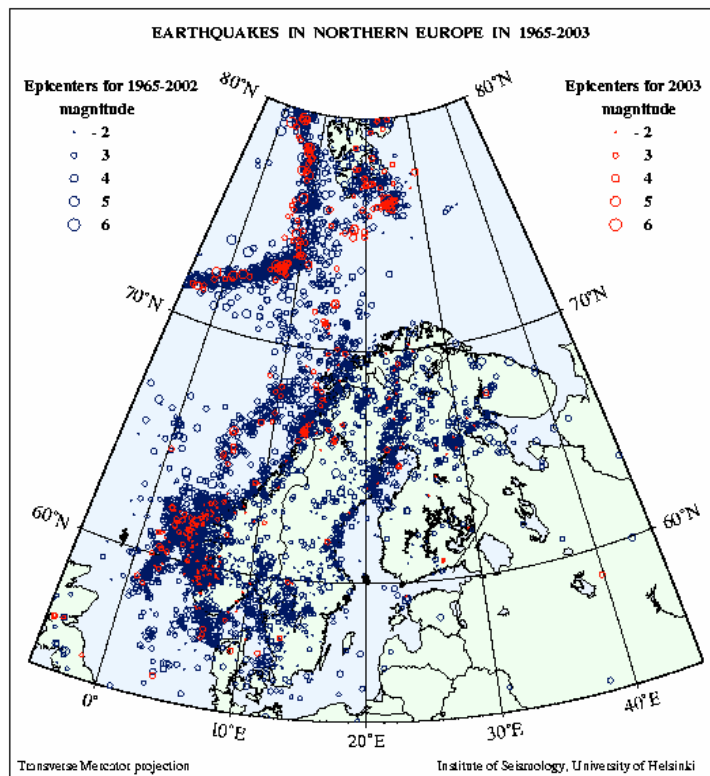 EARTHQUAKES IN NORTHERN EUROPE IN 1965-2003
Epicenters for 1965-2002
magnitude
- 2
3
4
5
6
Epicenters for 2003
magnitude
- 2
3
4
5
6
80°N
80°N
70°N
70°N
60°N
60°N
0°
10°E
20°E
30°E
40°E
Transverse Mercator projection
Institute of Seismology, University of Helsinki